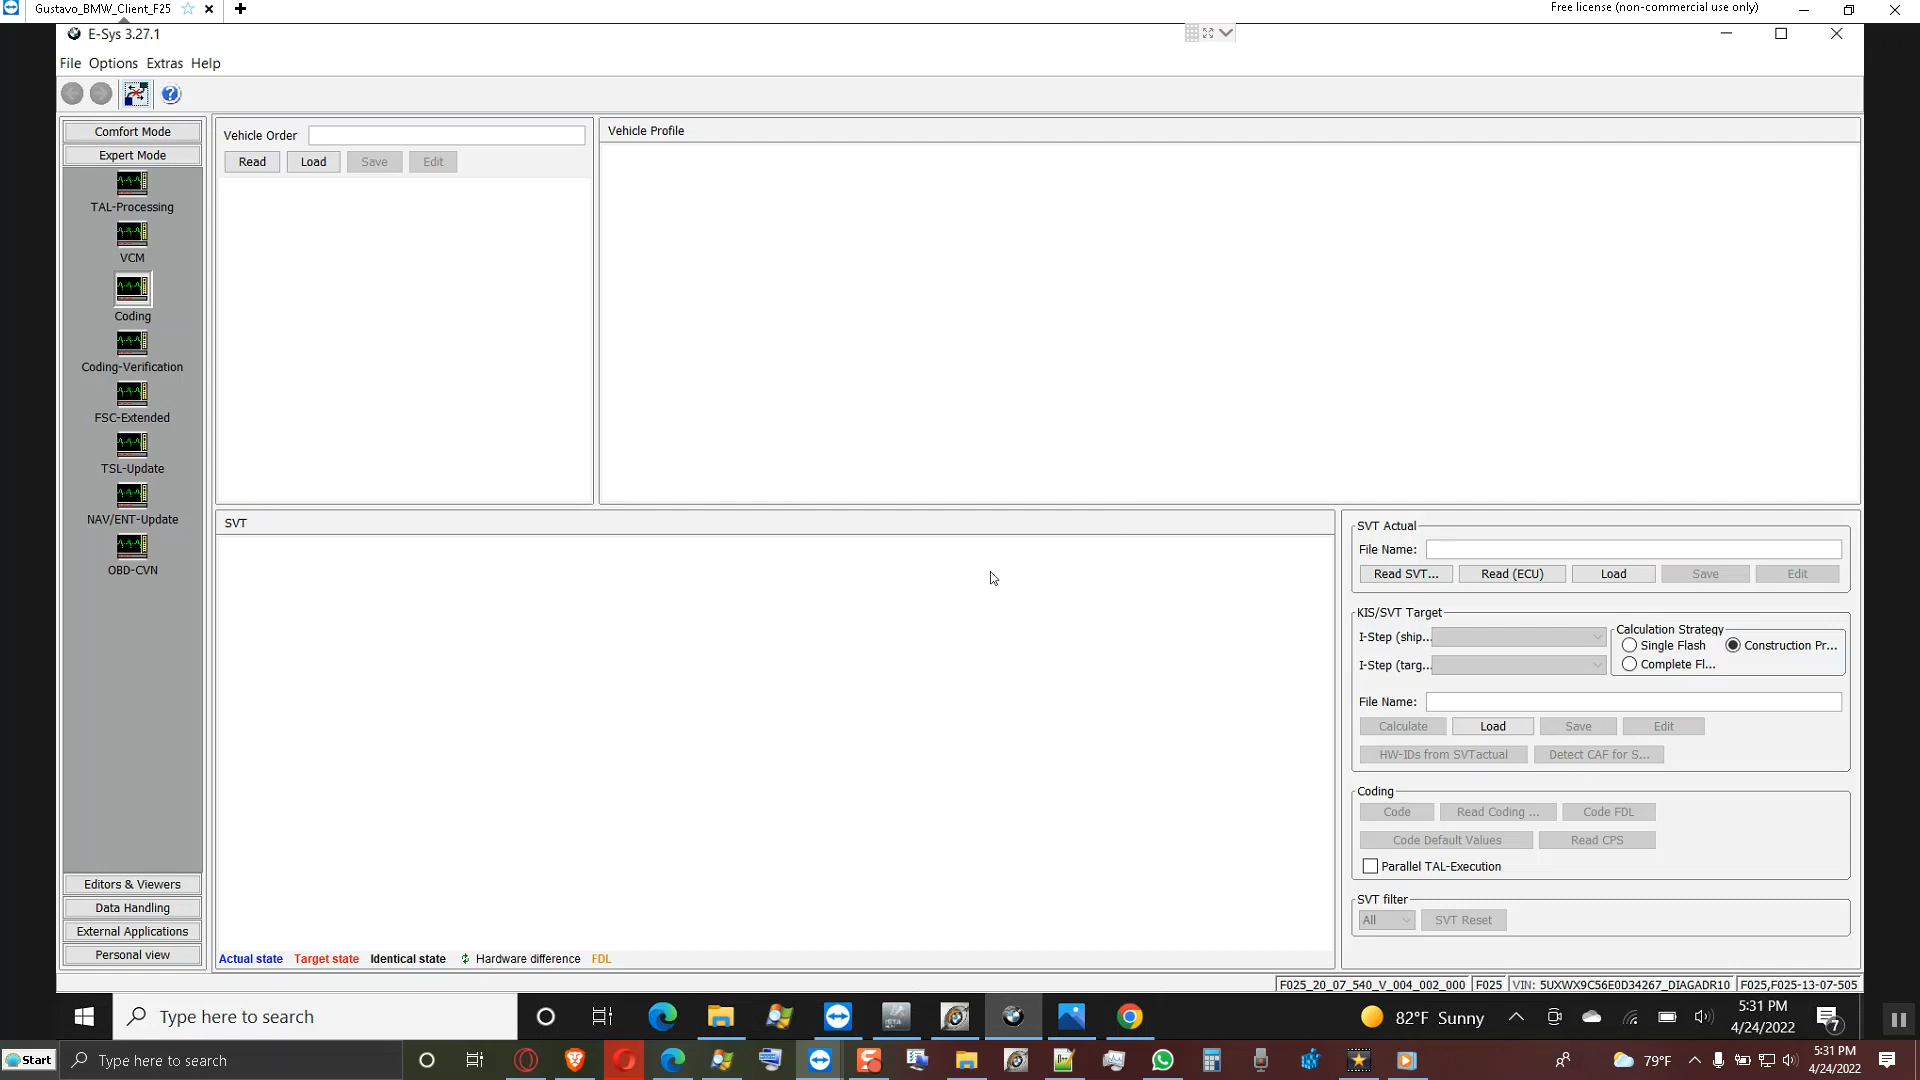 Gustavo_BMW_Client_F25
Free license (non-commercial use only)
E-Sys 3.27.1
File Options Extras Help
Comfort Mode
Expert Mode
TAL-Processing
VCM
Coding
Coding-Verification
FSC-Extended
TSL-Update
NAV/ENT-Update
OBD-CVN
Editors & Viewers
Data Handling
External Applications
Personal view
Vehicle Order
Read Load Save Edit
Vehicle Profile
SVT
Actual state Target state Identical state Hardware difference FDL
SVT Actual
File Name:
Read SVT... Read (ECU) Load Save Edit
KIS/SVT Target
I-Step (ship...
I-Step (targ...
Calculation Strategy
Single Flash Construction Pr...
Complete Fl...
File Name:
Calculate Load Save Edit
HW-IDs from SVTactual Detect CAF for S...
Coding
Code Read Coding ... Code FDL
Code Default Values Read CPS
Parallel TAL-Execution
SVT filter
All SVT Reset
F025_20_07_540_V_004_002_000 F025 VIN: 5UXWX9C56E0D34267_DIAGADR10 F025,F025-13-07-505
Type here to search
82°F Sunny
5:31 PM
4/24/2022
7
Start
Type here to search
79°F
5:31 PM
4/24/2022